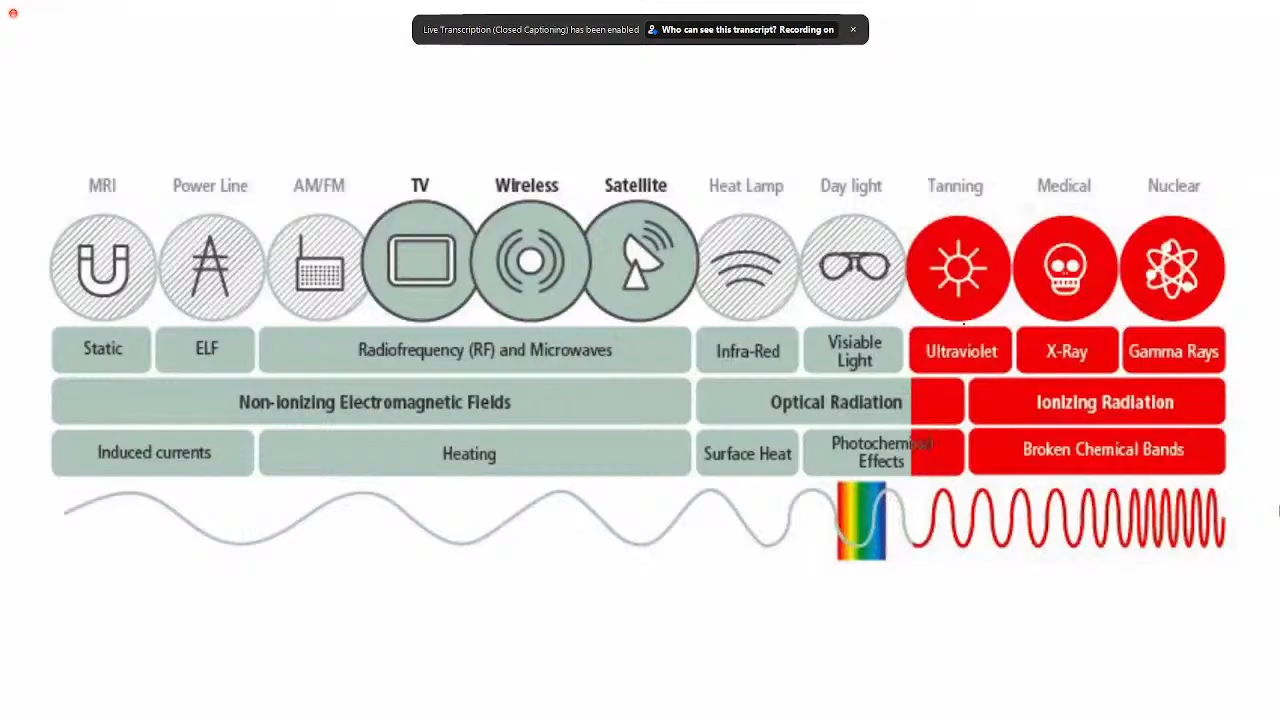 Live Transcription (Closed Captioning) has been enabled Who can see this transcript? Recording on
MRI Power Line AM/FM TV Wireless Satellite Heat Lamp Day light Tanning Medical Nuclear
Static ELF Radiofrequency (RF) and Microwaves Infra-Red Visiable Light Ultraviolet X-Ray Gamma Rays
Non-ionizing Electromagnetic Fields Optical Radiation Ionizing Radiation
Induced currents Heating Surface Heat Photochemical Effects Broken Chemical Bands